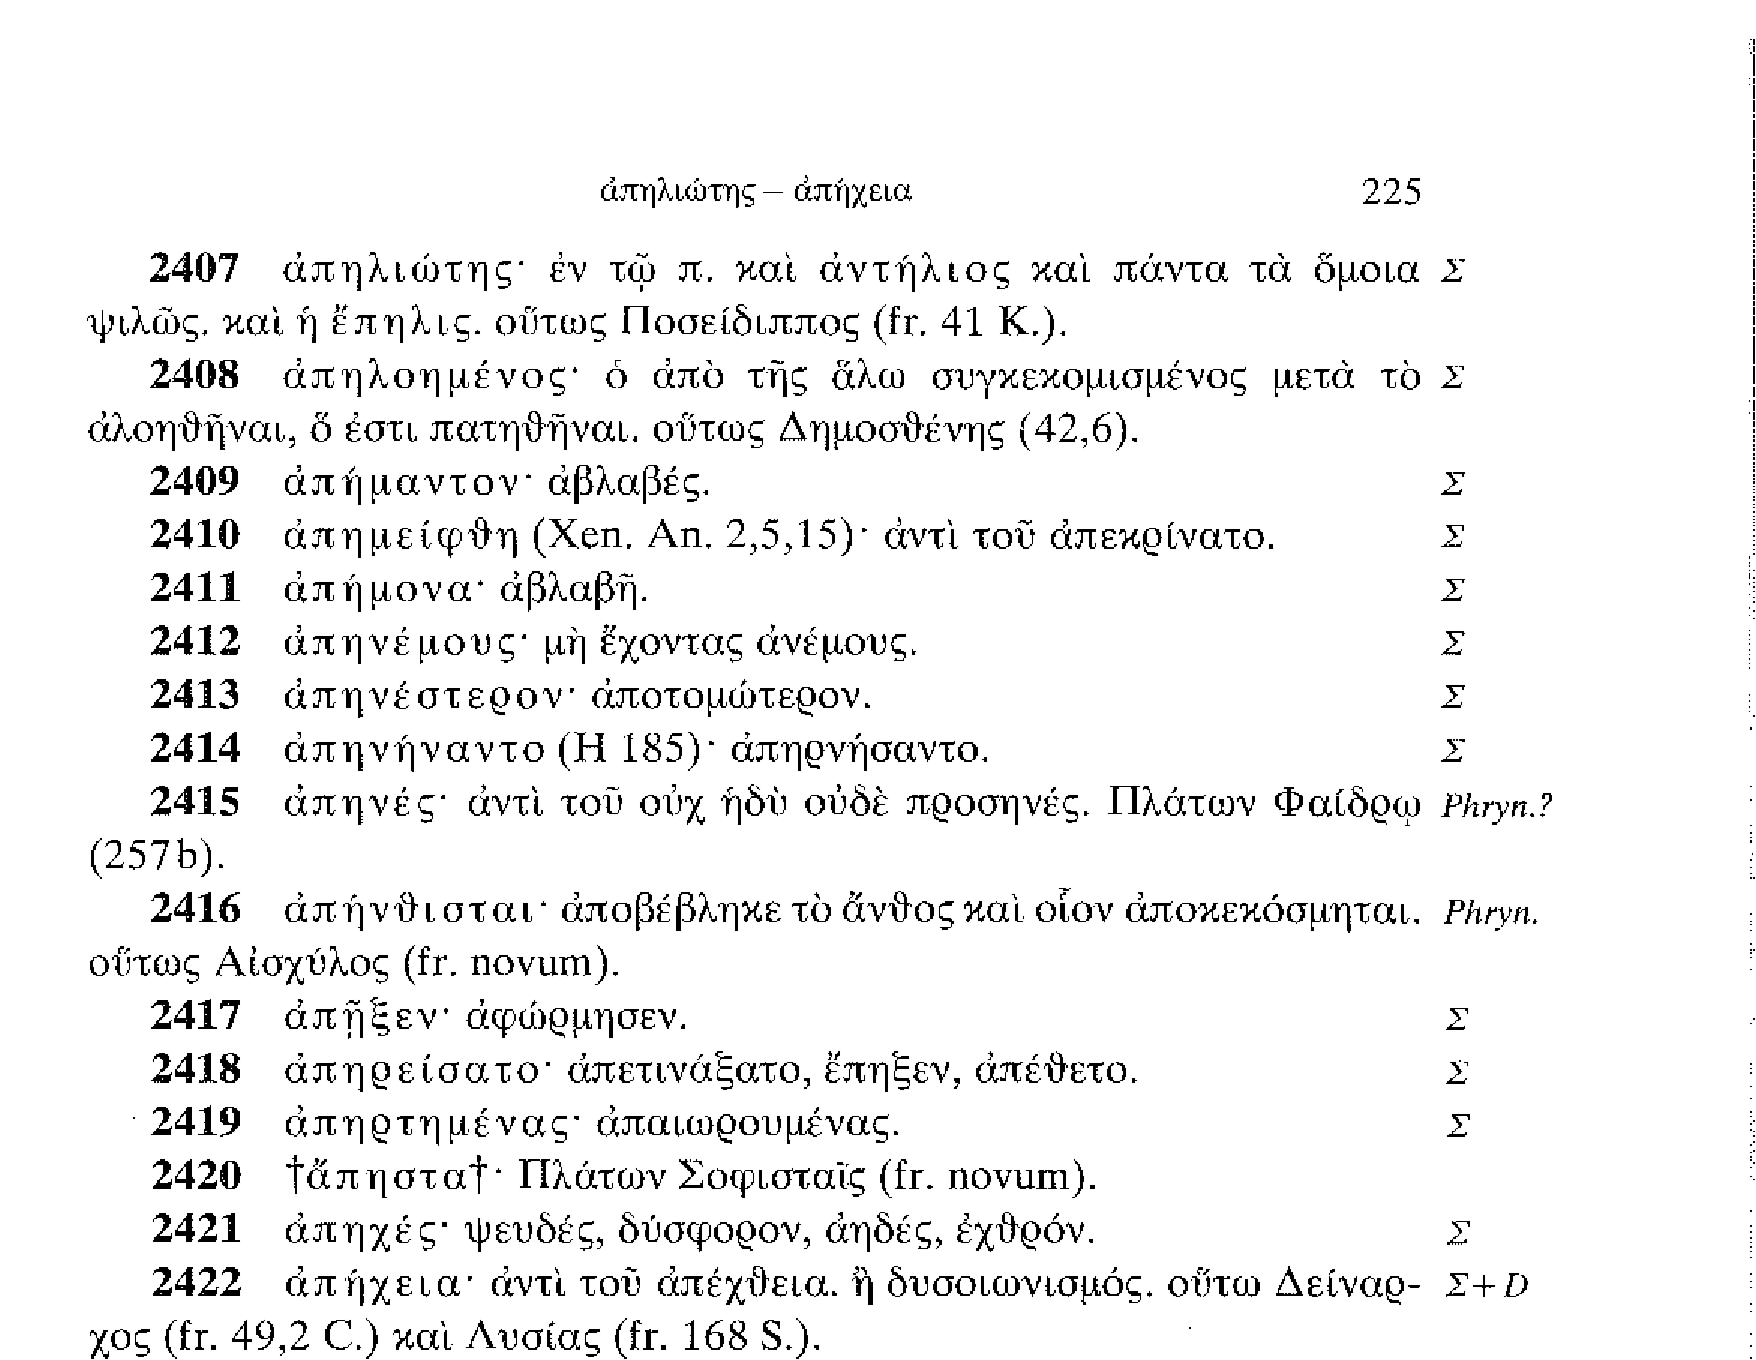 ἀπηλιώτης – ἀπήχεια 225
2407 ἀπηλιώτης· ἐν τῷ π. καὶ ἀντήλιος καὶ πάντα τὰ ὅμοια Σ
ψιλῶς. καὶ ἡ ἔπηλις. οὕτως Ποσείδιππος (fr. 41 K.).
2408 ἀπηλοημένος· ὁ ἀπὸ τῆς ἅλω συγκεκομισμένος μετὰ τὸ Σ
ἀλοηθῆναι, ὅ ἐστι πατηθῆναι. οὕτως Δημοσθένης (42,6).
2409 ἀπήμαντον· ἀβλαβές. Σ
2410 ἀπημείφθη (Xen. An. 2,5,15)· ἀντὶ τοῦ ἀπεκρίνατο. Σ
2411 ἀπήμονα· ἀβλαβῆ. Σ
2412 ἀπηνέμους· μὴ ἔχοντας ἀνέμους. Σ
2413 ἀπηνέστερον· ἀποτομώτερον. Σ
2414 ἀπηνήναντο (H 185)· ἀπηρνήσαντο. Σ
2415 ἀπηνές· ἀντὶ τοῦ οὐχ ἡδὺ οὐδὲ προσηνές. Πλάτων Φαίδρῳ Phryn.?
(257b).
2416 ἀπήνθισται· ἀποβέβληκε τὸ ἄνθος καὶ οἷον ἀποκεκόσμηται. Phryn.
οὕτως Αἰσχύλος (fr. novum).
2417 ἀπῇξεν· ἀφώρμησεν. Σ
2418 ἀπηρείσατο· ἀπετινάξατο, ἔπηξεν, ἀπέθετο. Σ
2419 ἀπηρτημένας· ἀπαιωρουμένας. Σ
2420 †ἄπηστα†· Πλάτων Σοφισταῖς (fr. novum).
2421 ἀπηχές· ψευδές, δύσφορον, ἀηδές, ἐχθρόν. Σ
2422 ἀπήχεια· ἀντὶ τοῦ ἀπέχθεια. ἢ δυσοιωνισμός. οὕτω Δείναρ- Σ+D
χος (fr. 49,2 C.) καὶ Λυσίας (fr. 168 S.).